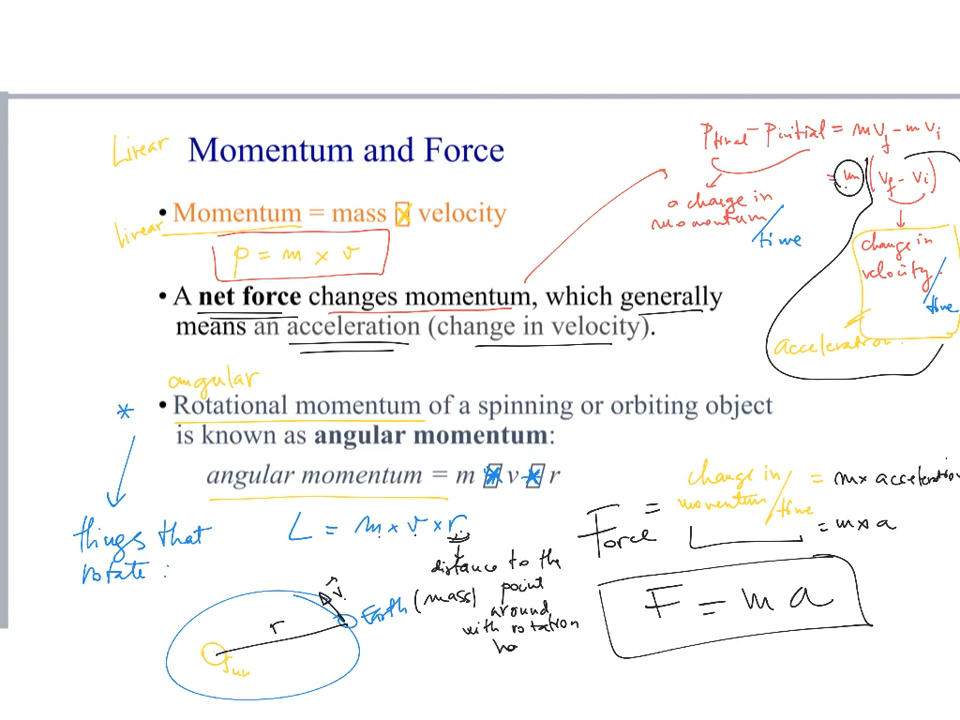 Linear
Momentum and Force
• Momentum = mass × velocity
linear
p = m × v
• A net force changes momentum, which generally
means an acceleration (change in velocity).
Pfinal - Pinitial = m vf - m vi
a change in
momentum/
time
= m (vf - vi)
change in
velocity/
time
acceleration
angular
* • Rotational momentum of a spinning or orbiting object
is known as angular momentum:
angular momentum = m × v × r
things that
rotate :
L = m × v × r
distance to the
point
around
with rotation
Sun
r
v
Earth (mass)
Force = change in
momentum/time = m × acceleration
= m × a
F = m a